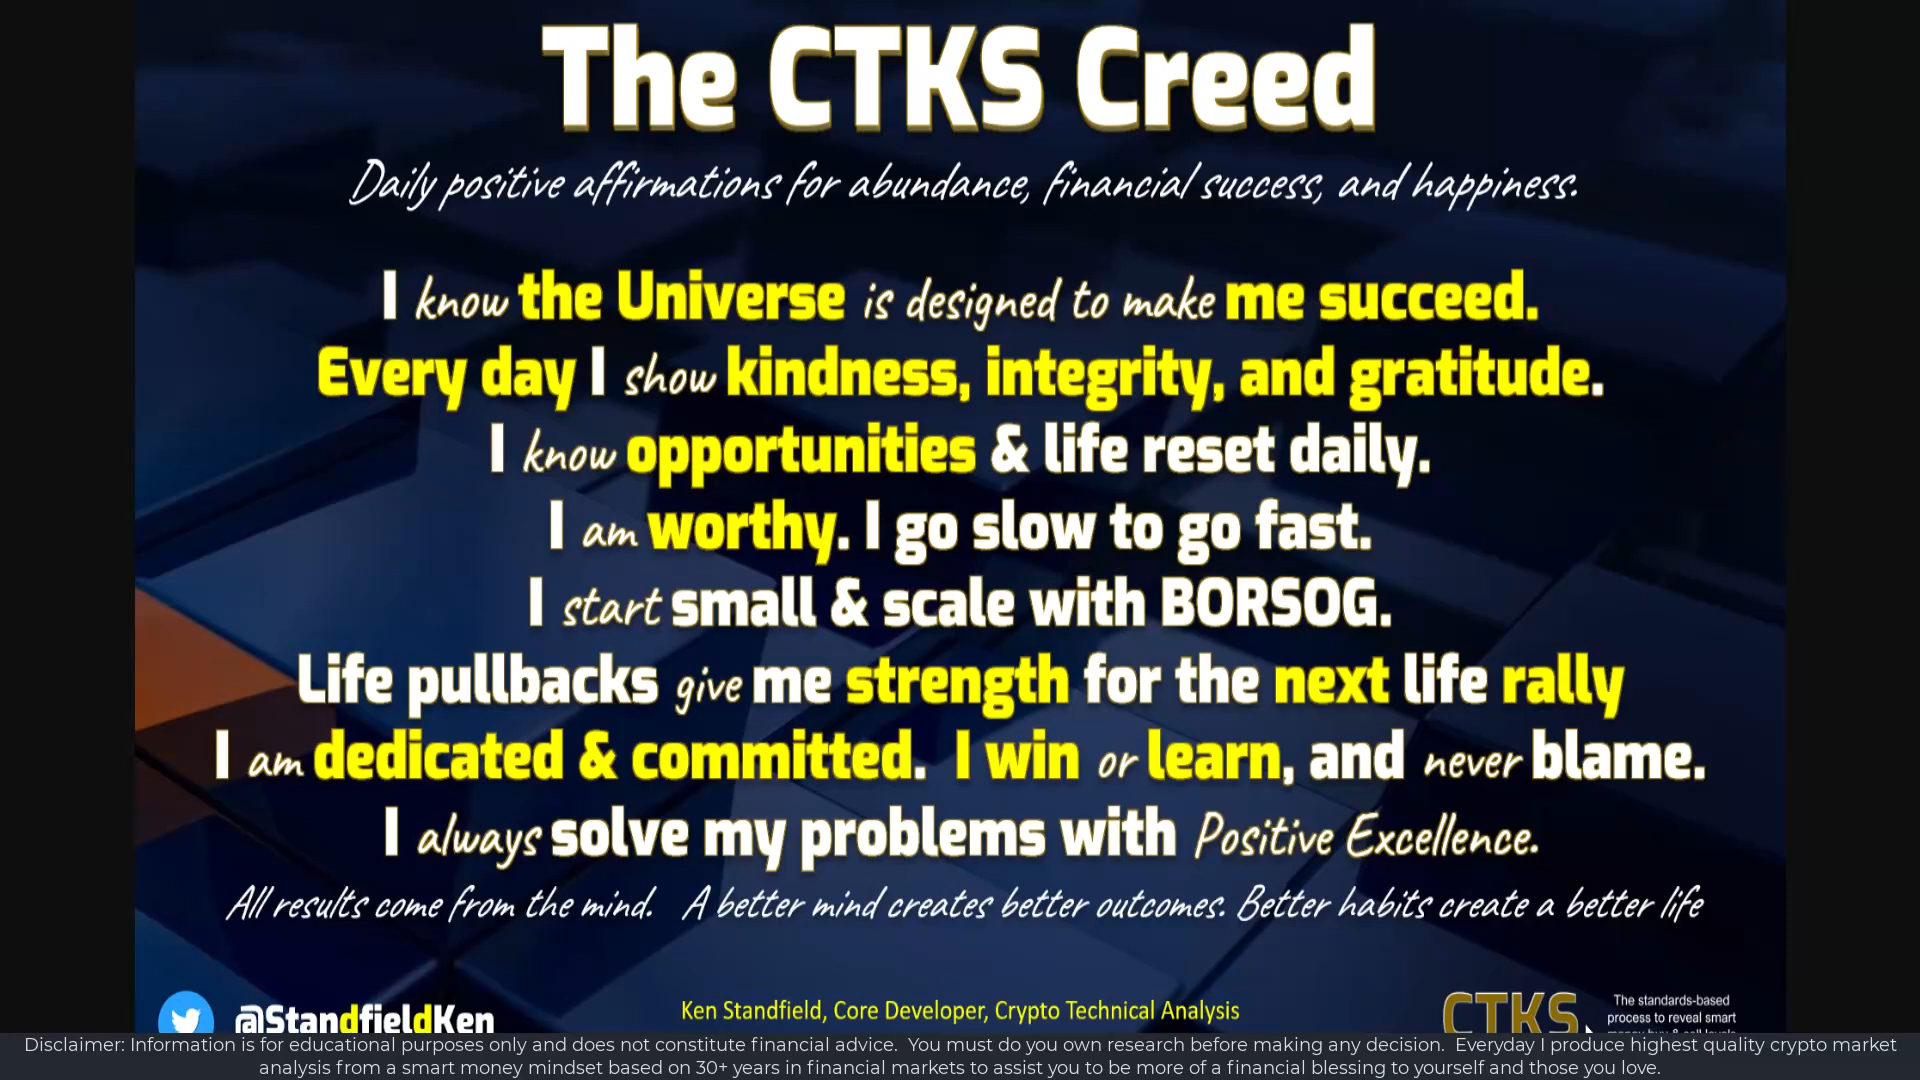 The CTKS Creed
Daily positive affirmations for abundance, financial success, and happiness.
I know the Universe is designed to make me succeed.
Every day I show kindness, integrity, and gratitude.
I know opportunities & life reset daily.
I am worthy. I go slow to go fast.
I start small & scale with BORSOG.
Life pullbacks give me strength for the next life rally
I am dedicated & committed. I win or learn, and never blame.
I always solve my problems with Positive Excellence.
All results come from the mind. A better mind creates better outcomes. Better habits create a better life
@StandfieldKen
Ken Standfield, Core Developer, Crypto Technical Analysis
CTKS
The standards-based
process to reveal smart
Disclaimer: Information is for educational purposes only and does not constitute financial advice. You must do you own research before making any decision. Everyday I produce highest quality crypto market
analysis from a smart money mindset based on 30+ years in financial markets to assist you to be more of a financial blessing to yourself and those you love.